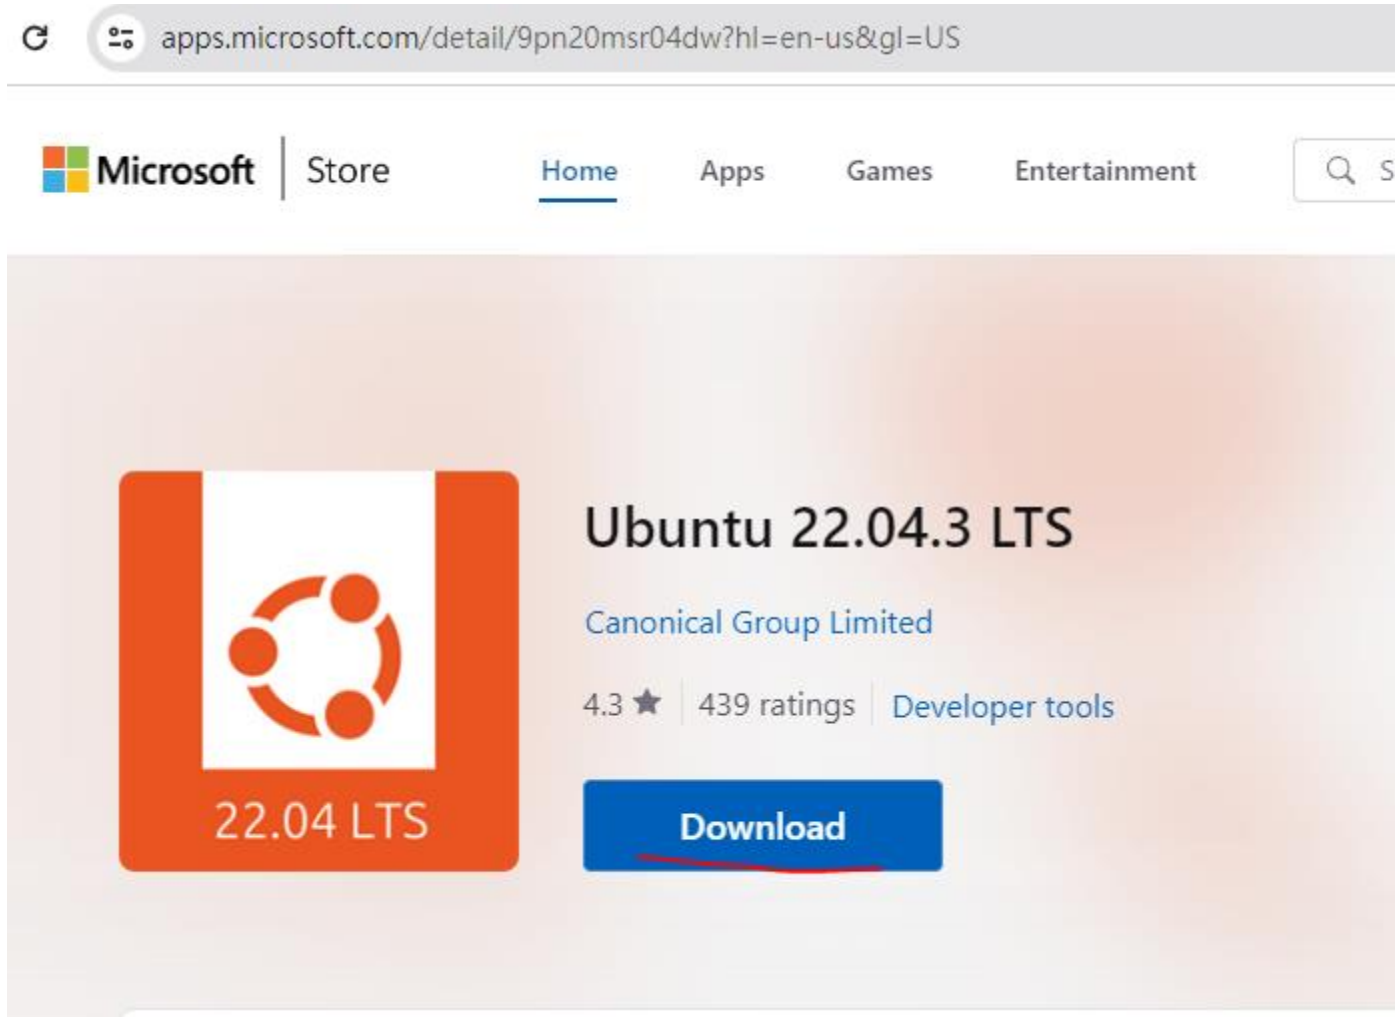 apps.microsoft.com/detail/9pn20msr04dw?hl=en-us&gl=US
Microsoft Store Home Apps Games Entertainment S
Ubuntu 22.04.3 LTS
Canonical Group Limited
4.3 ★ 439 ratings Developer tools
22.04 LTS
Download